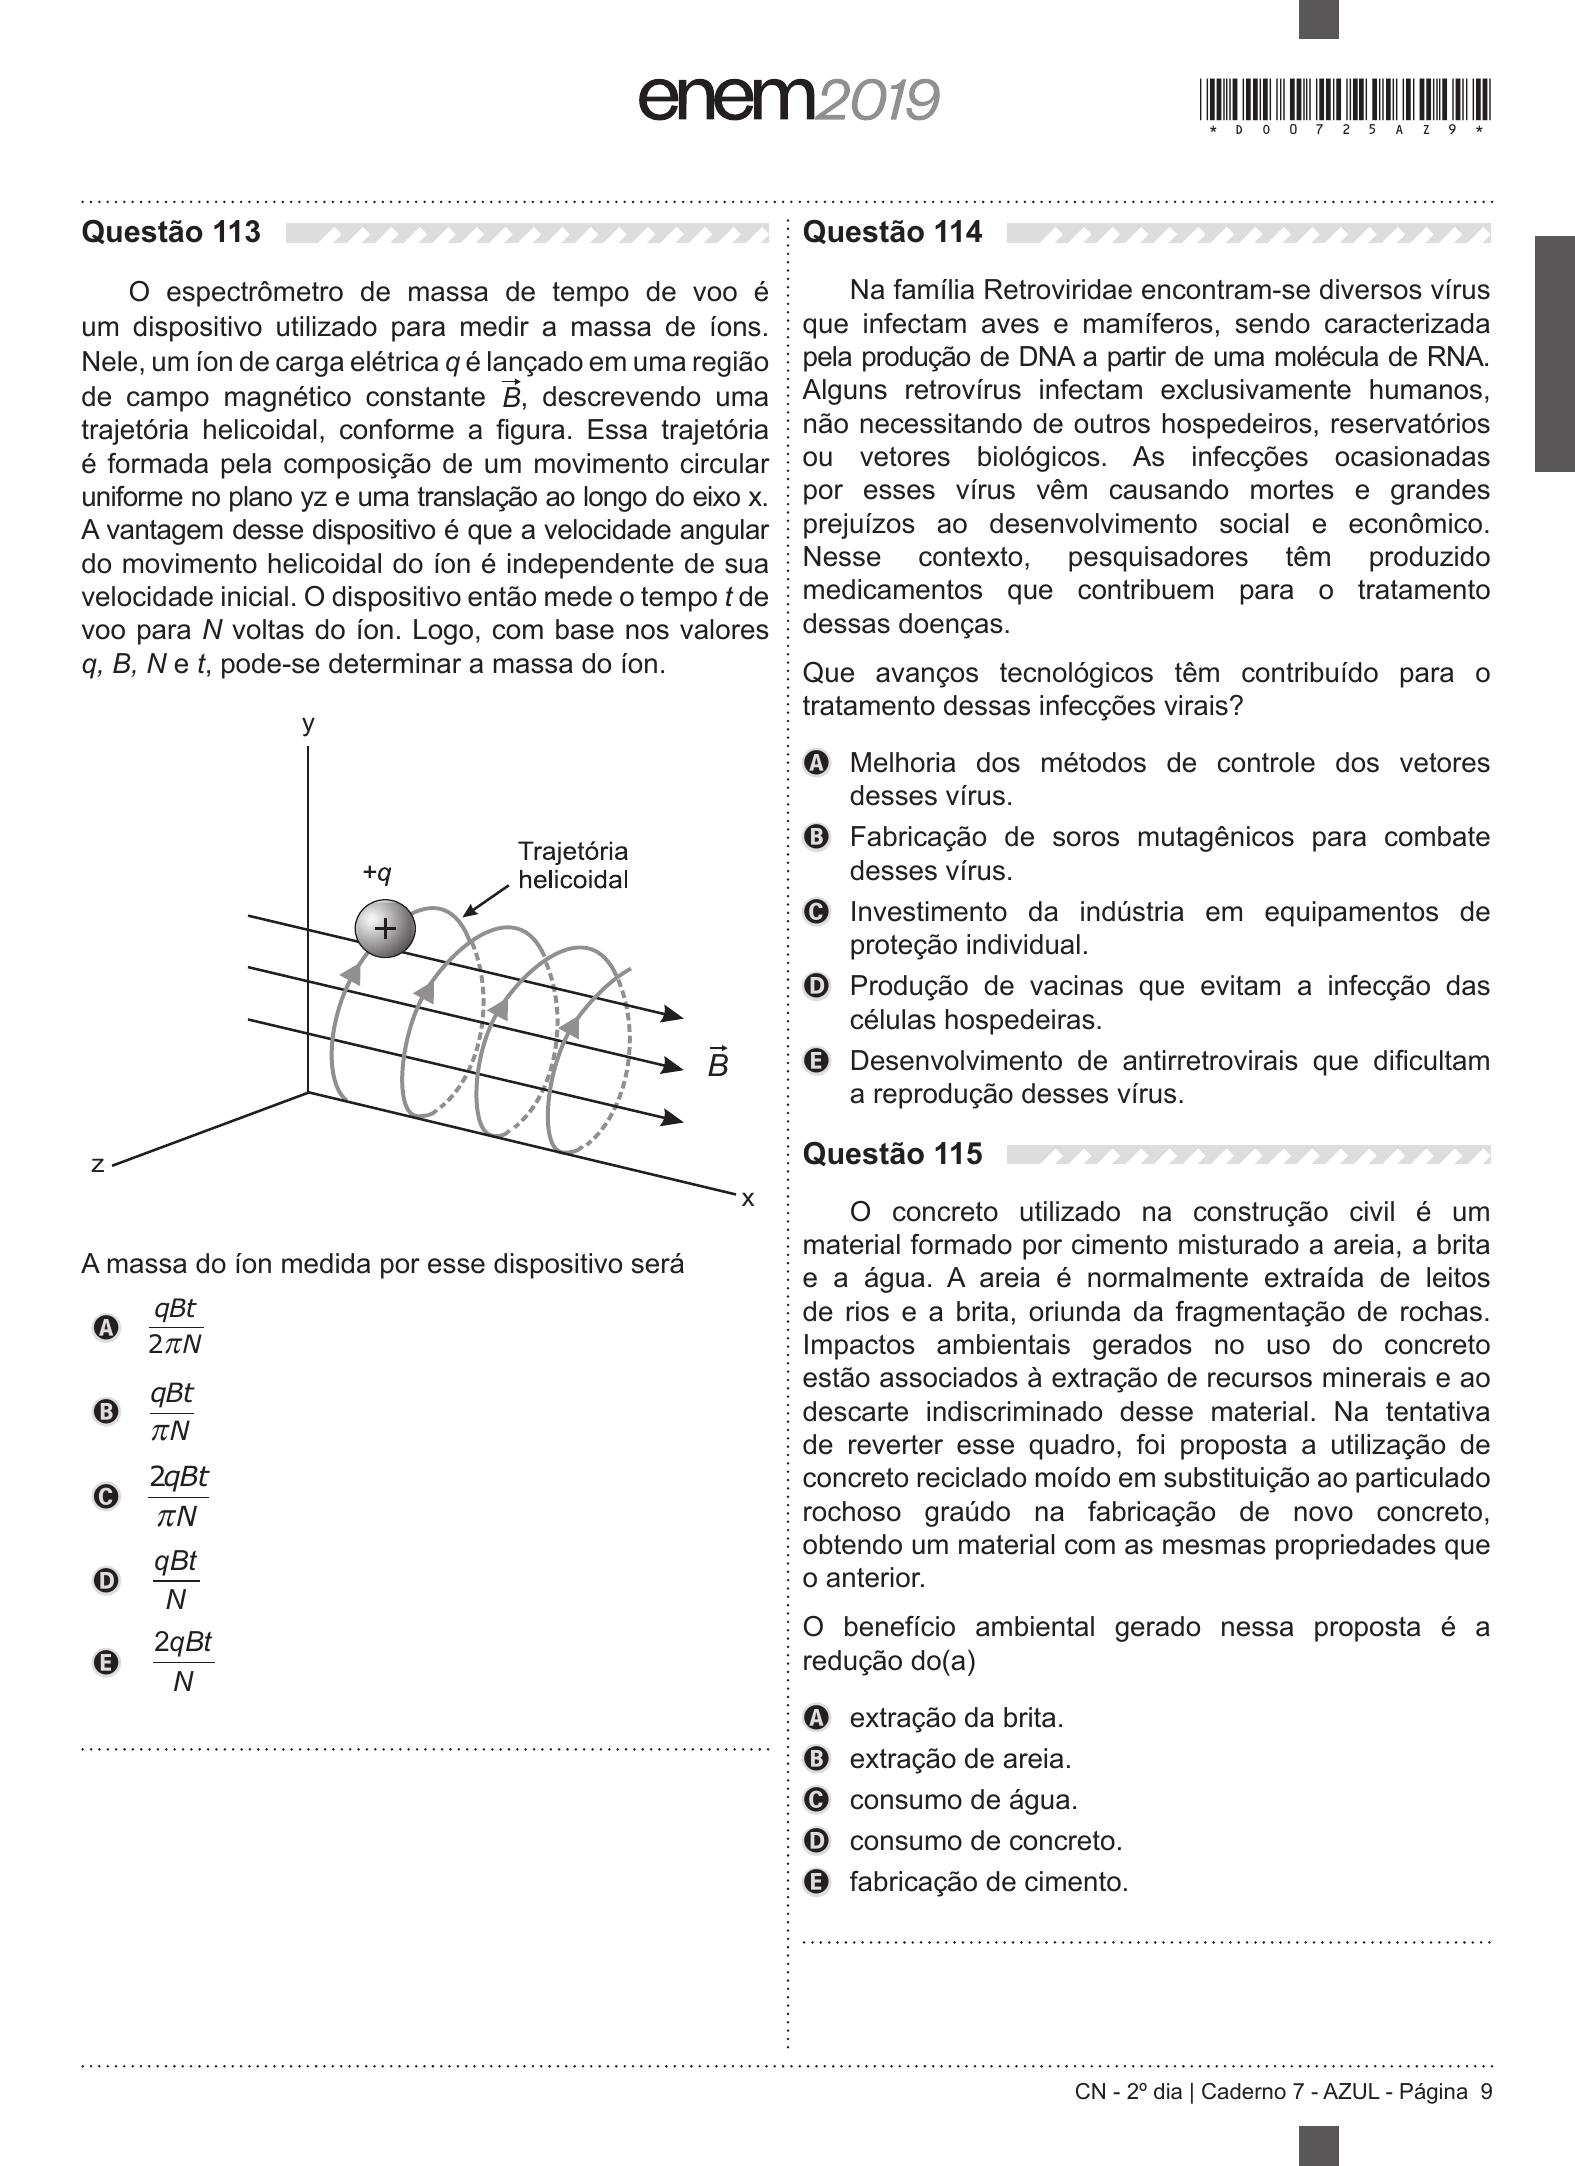 enem2019
* D O 0 7 2 5 A Z 9 *
Questão 113
O espectrômetro de massa de tempo de voo é
um dispositivo utilizado para medir a massa de íons.
Nele, um íon de carga elétrica q é lançado em uma região
de campo magnético constante B⃗, descrevendo uma
trajetória helicoidal, conforme a figura. Essa trajetória
é formada pela composição de um movimento circular
uniforme no plano yz e uma translação ao longo do eixo x.
A vantagem desse dispositivo é que a velocidade angular
do movimento helicoidal do íon é independente de sua
velocidade inicial. O dispositivo então mede o tempo t de
voo para N voltas do íon. Logo, com base nos valores
q, B, N e t, pode-se determinar a massa do íon.
y
Trajetória
helicoidal
+q
+
B⃗
z
x
A massa do íon medida por esse dispositivo será
A qBt
2πN
B qBt
πN
C 2qBt
πN
D qBt
N
E 2qBt
N
Questão 114
Na família Retroviridae encontram-se diversos vírus
que infectam aves e mamíferos, sendo caracterizada
pela produção de DNA a partir de uma molécula de RNA.
Alguns retrovírus infectam exclusivamente humanos,
não necessitando de outros hospedeiros, reservatórios
ou vetores biológicos. As infecções ocasionadas
por esses vírus vêm causando mortes e grandes
prejuízos ao desenvolvimento social e econômico.
Nesse contexto, pesquisadores têm produzido
medicamentos que contribuem para o tratamento
dessas doenças.
Que avanços tecnológicos têm contribuído para o
tratamento dessas infecções virais?
A Melhoria dos métodos de controle dos vetores
desses vírus.
B Fabricação de soros mutagênicos para combate
desses vírus.
C Investimento da indústria em equipamentos de
proteção individual.
D Produção de vacinas que evitam a infecção das
células hospedeiras.
E Desenvolvimento de antirretrovirais que dificultam
a reprodução desses vírus.
Questão 115
O concreto utilizado na construção civil é um
material formado por cimento misturado a areia, a brita
e a água. A areia é normalmente extraída de leitos
de rios e a brita, oriunda da fragmentação de rochas.
Impactos ambientais gerados no uso do concreto
estão associados à extração de recursos minerais e ao
descarte indiscriminado desse material. Na tentativa
de reverter esse quadro, foi proposta a utilização de
concreto reciclado moído em substituição ao particulado
rochoso graúdo na fabricação de novo concreto,
obtendo um material com as mesmas propriedades que
o anterior.
O benefício ambiental gerado nessa proposta é a
redução do(a)
A extração da brita.
B extração de areia.
C consumo de água.
D consumo de concreto.
E fabricação de cimento.
CN - 2º dia | Caderno 7 - AZUL - Página 9